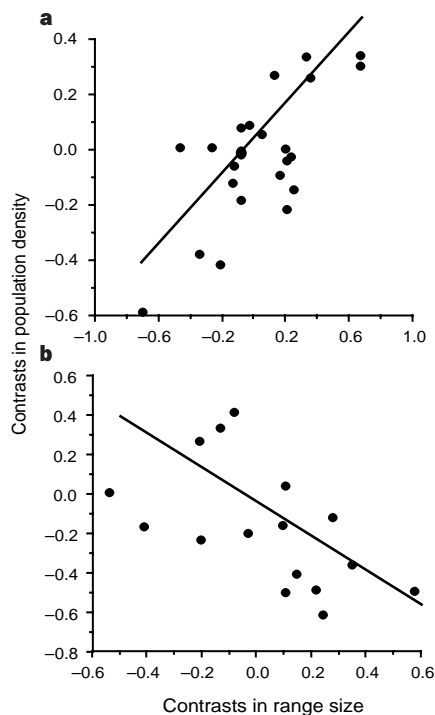 a
0.4
0.2
0.0
–0.2
–0.4
–0.6
–1.0 –0.6 –0.2 0.2 0.6 1.0
Contrasts in population density
b
0.6
0.4
0.2
0.0
–0.2
–0.4
–0.6
–0.8
–0.6 –0.4 –0.2 0.0 0.2 0.4 0.6
Contrasts in range size